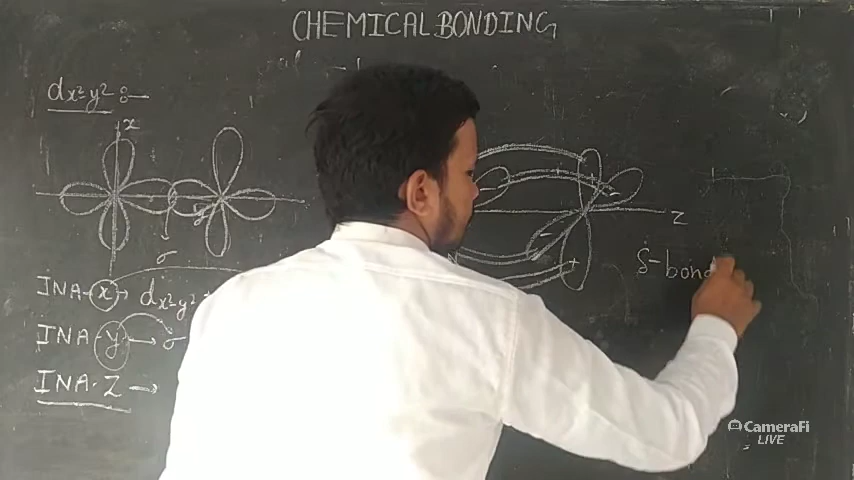 CHEMICAL BONDING
dx²-y² :-
x
σ
INA-x → dx²-y²
INA-y → σ
INA-Z →
-
+
Z
δ-bond
CameraFi
LIVE